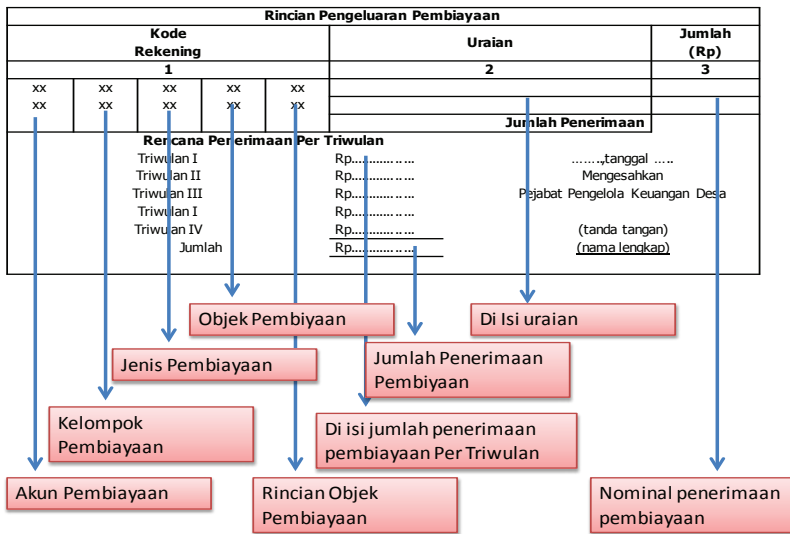 Rincian Pengeluaran Pembiayaan
Kode
Rekening
Uraian
Jumlah
(Rp)
1 2 3
xx xx xx xx xx
xx xx xx xx xx
Jumlah Penerimaan
Rencana Penerimaan Per Triwulan
Triwulan I Rp............... ........,tanggal .....
Triwulan II Rp............... Mengesahkan
Triwulan III Rp............... Pejabat Pengelola Keuangan Desa
Triwulan I Rp...............
Triwulan IV Rp............... (tanda tangan)
Jumlah Rp............... (nama lengkap)
Objek Pembiyaan
Di Isi uraian
Jenis Pembiayaan
Jumlah Penerimaan
Pembiyaan
Kelompok
Pembiayaan
Di isi jumlah penerimaan
pembiayaan Per Triwulan
Akun Pembiayaan
Rincian Objek
Pembiayaan
Nominal penerimaan
pembiayaan